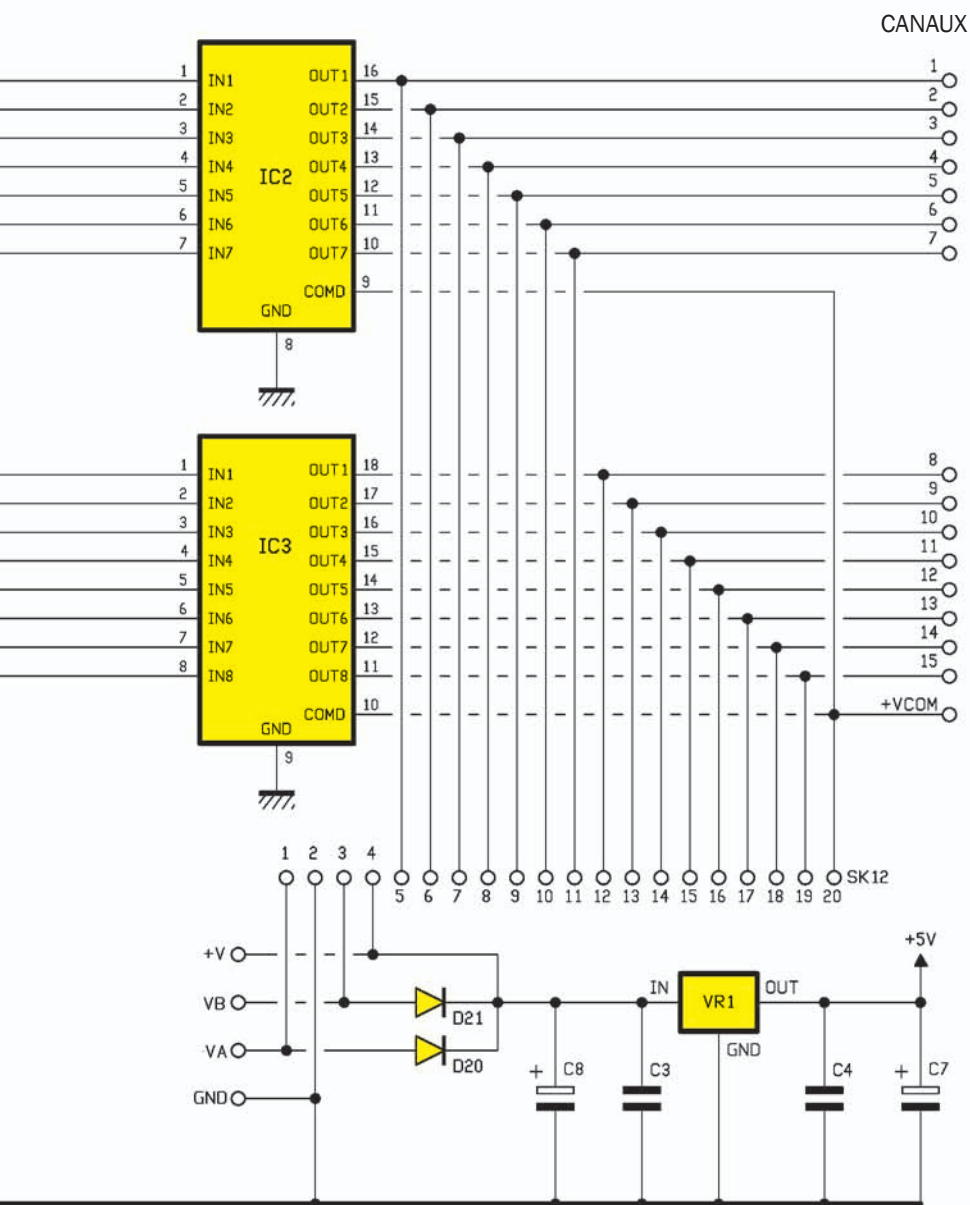 CANAUX
1 IN1 OUT1 16 1
2 IN2 OUT2 15 2
3 IN3 OUT3 14 3
4 IN4 OUT4 13 4
IC2
5 IN5 OUT5 12 5
6 IN6 OUT6 11 6
7 IN7 OUT7 10 7
COMD 9
GND
8
1 IN1 OUT1 18 8
2 IN2 OUT2 17 9
3 IN3 OUT3 16 10
IC3
4 IN4 OUT4 15 11
5 IN5 OUT5 14 12
6 IN6 OUT6 13 13
7 IN7 OUT7 12 14
8 IN8 OUT8 11 15
COMD 10 +VCOM
GND
9
1 2 3 4
SK12
5 6 7 8 9 10 11 12 13 14 15 16 17 18 19 20
+V +5V
IN OUT
VB D21 VR1
VA D20 GND
+ C8 C3 C4 + C7
GND